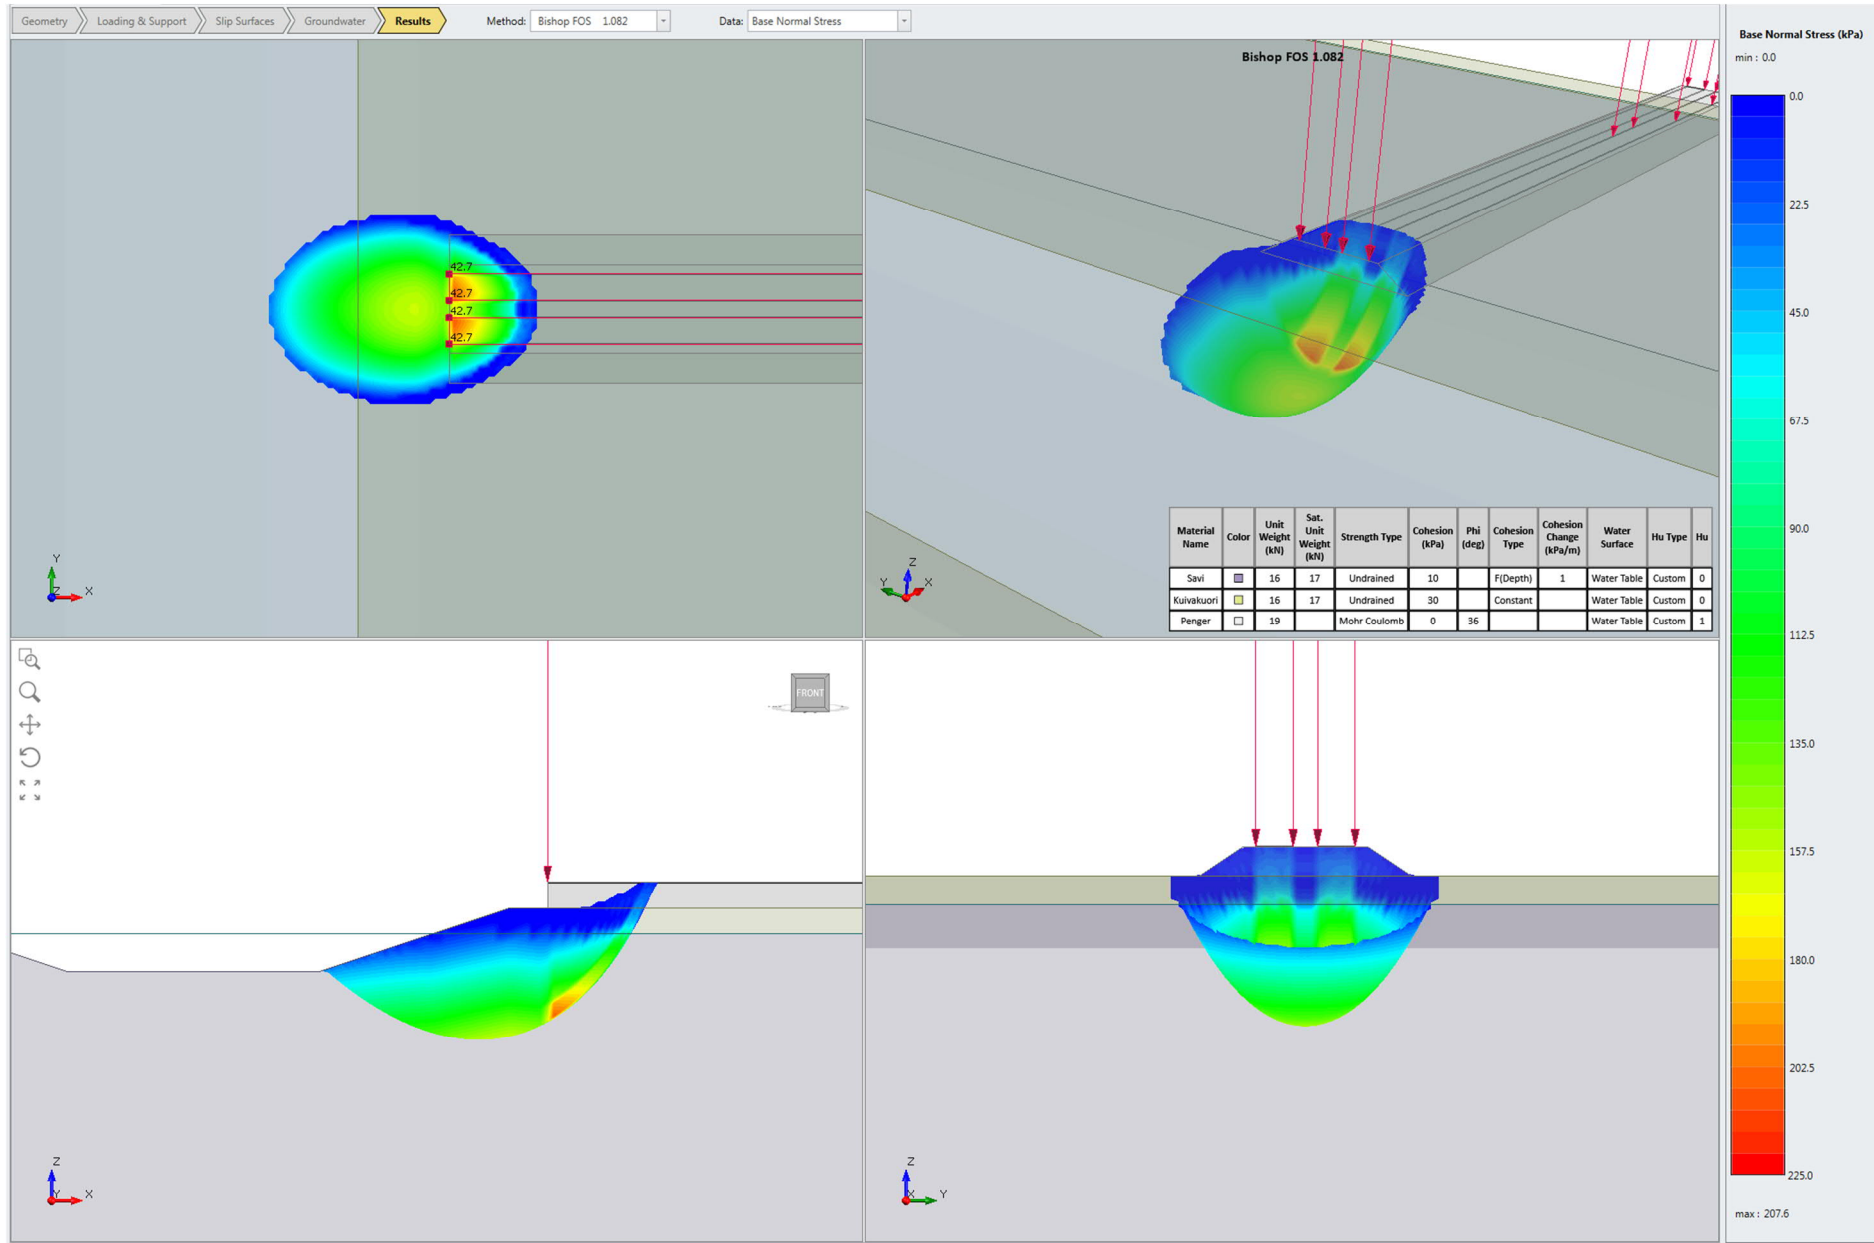 Geometry Loading & Support Slip Surfaces Groundwater Results Method: Bishop FOS 1.082 Data: Base Normal Stress
42.7
42.7
42.7
42.7
Y
Z
X
Bishop FOS 1.082
Z
Y
X
Material Name Color Unit Weight (kN) Sat. Unit Weight (kN) Strength Type Cohesion (kPa) Phi (deg) Cohesion Type Cohesion Change (kPa/m) Water Surface Hu Type Hu
Savi 16 17 Undrained 10 F(Depth) 1 Water Table Custom 0
Kuivakuori 16 17 Undrained 30 Constant Water Table Custom 0
Penger 19 Mohr Coulomb 0 36 Water Table Custom 1
FRONT
Z
Y
X
Z
X
Y
Base Normal Stress (kPa)
min : 0.0
0.0
22.5
45.0
67.5
90.0
112.5
135.0
157.5
180.0
202.5
225.0
max : 207.6